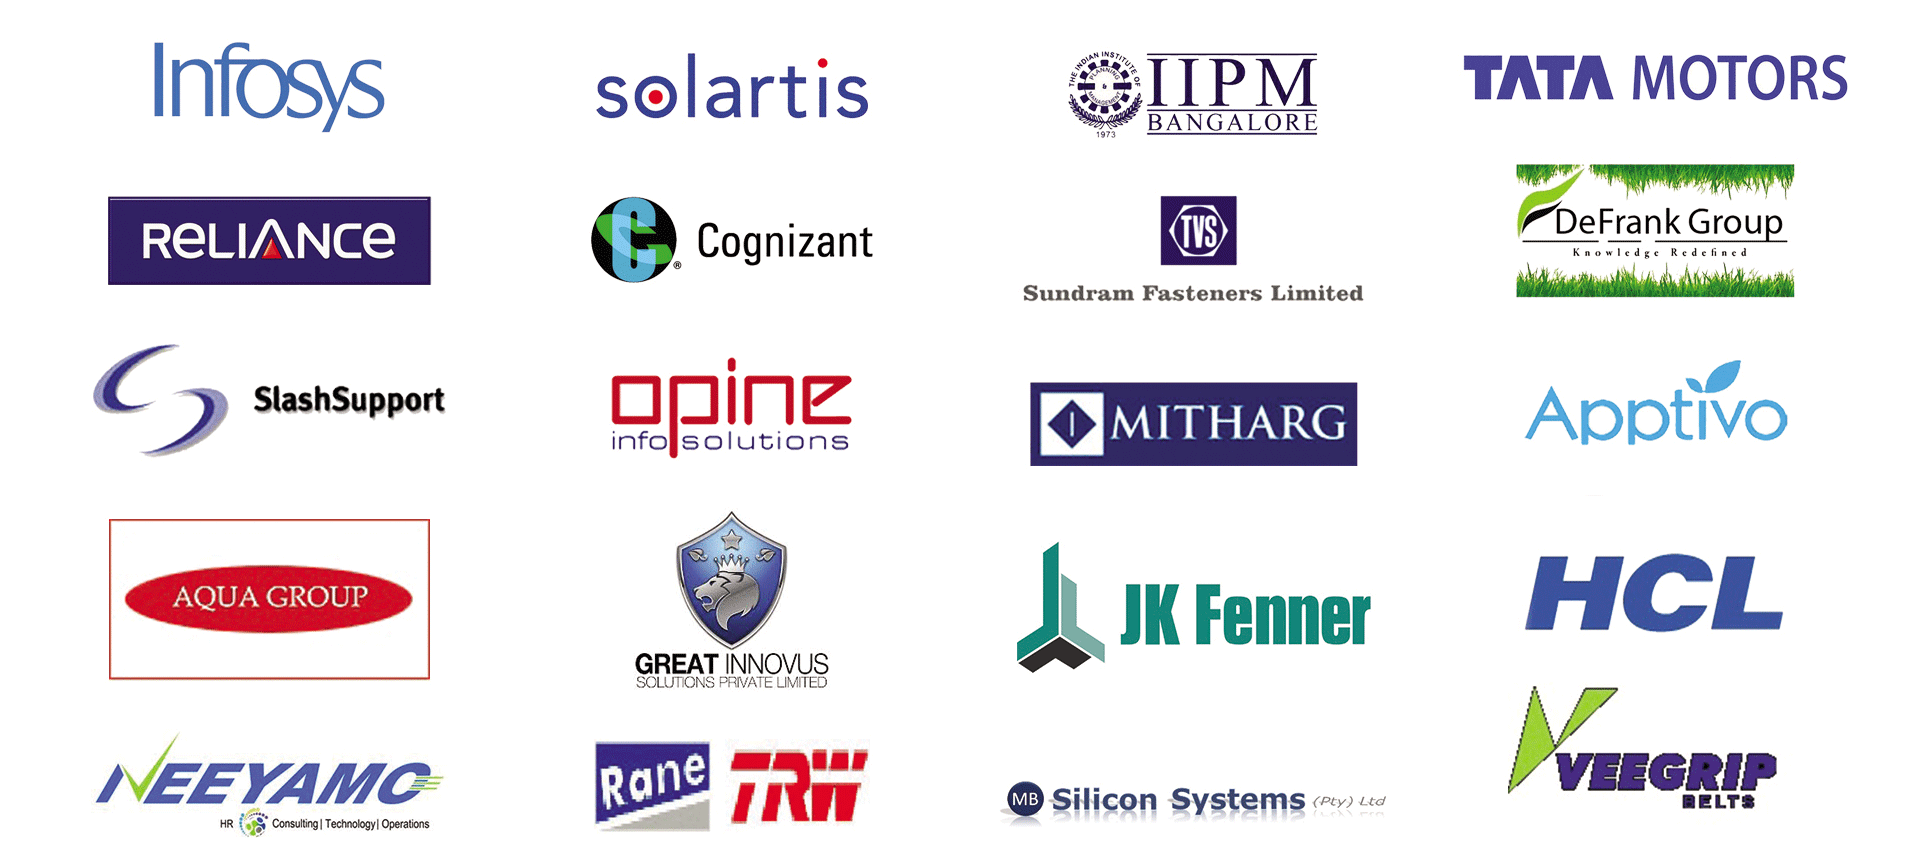 Infosys
solartis
THE INDIAN INSTITUTE OF
PLANNING
&
MANAGEMENT
1973
IIPM
BANGALORE
TATA MOTORS
RELIANCE
C
® Cognizant
TVS
Sundram Fasteners Limited
DeFrank Group
Knowledge Redefined
SlashSupport
opine
infosolutions
I MITHARG
Apptivo
AQUA GROUP
GREAT INNOVUS
SOLUTIONS PRIVATE LIMITED
JK Fenner
HCL
NEEYAMO
HR Consulting | Technology | Operations
Rane TRW
MB Silicon Systems (Pty) Ltd
VEEGRIP
BELTS